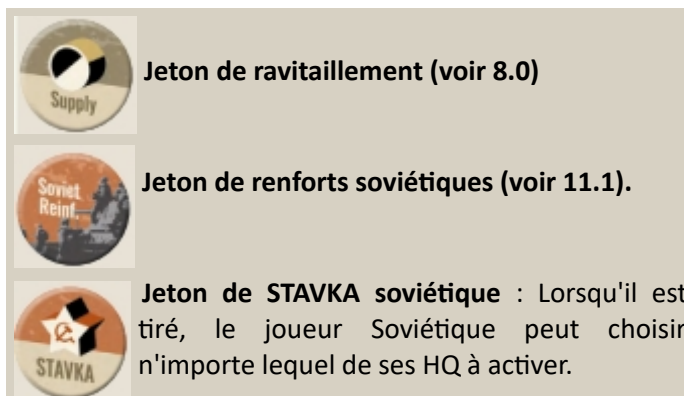 Supply
Jeton de ravitaillement (voir 8.0)
Soviet
Reinf.
Jeton de renforts soviétiques (voir 11.1).
STAVKA
Jeton de STAVKA soviétique : Lorsqu'il est
tiré, le joueur Soviétique peut choisir
n'importe lequel de ses HQ à activer.